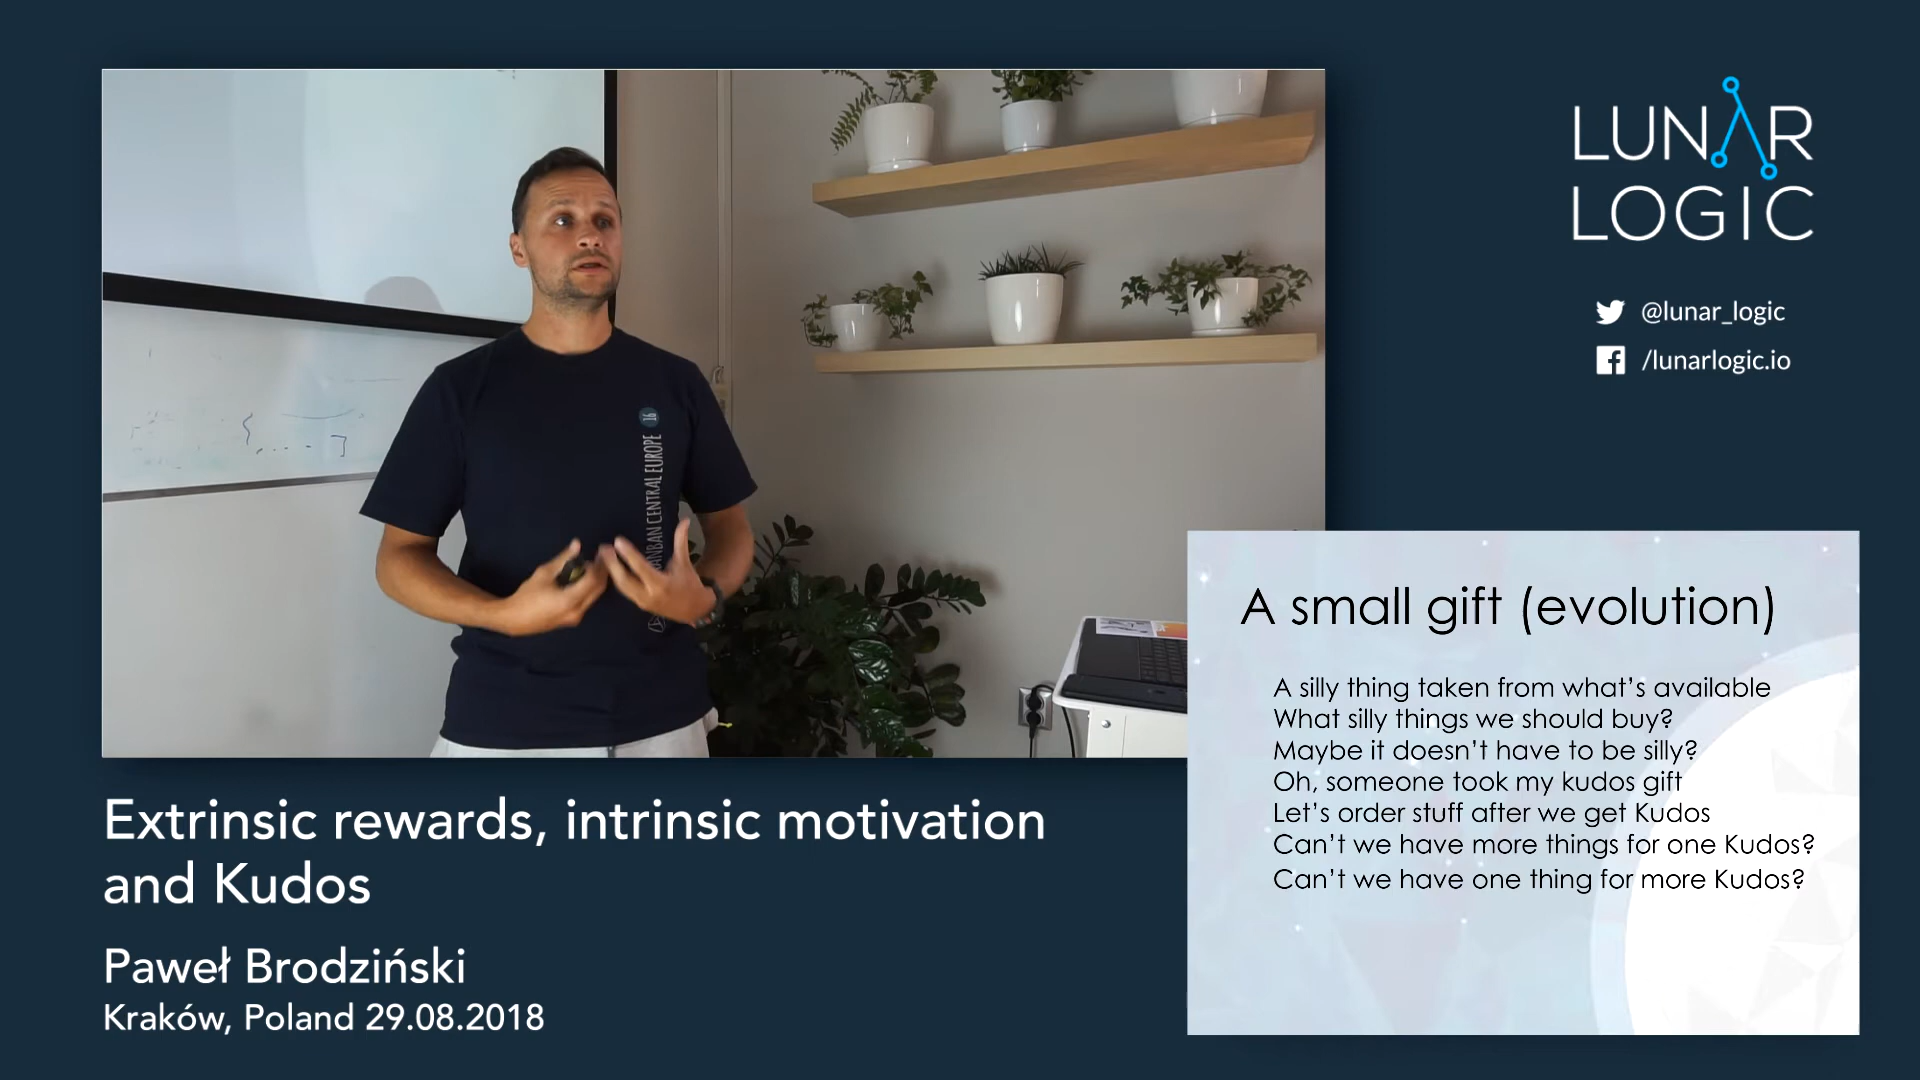 LUNAR
LOGIC
@lunar_logic
/lunarlogic.io
16
KANBAN CENTRAL EUROPE
A small gift (evolution)
A silly thing taken from what's available
What silly things we should buy?
Maybe it doesn't have to be silly?
Oh, someone took my kudos gift
Let's order stuff after we get Kudos
Can't we have more things for one Kudos?
Can't we have one thing for more Kudos?
Extrinsic rewards, intrinsic motivation
and Kudos
Paweł Brodziński
Kraków, Poland 29.08.2018